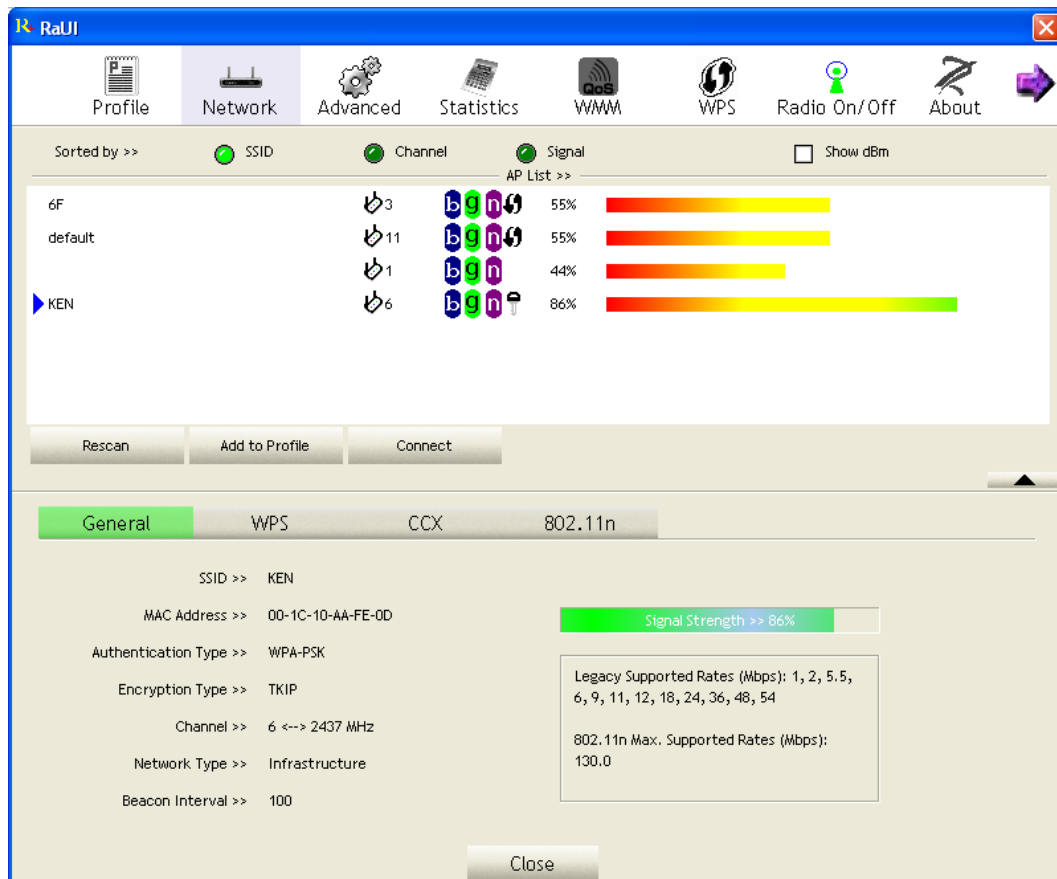 RaUI
Profile Network Advanced Statistics WMM WPS Radio On/Off About
QoS
Sorted by >> SSID Channel Signal Show dBm
AP List >>
6F 3 b g n 55%
default 11 b g n 55%
1 b g n 44%
KEN 6 b g n 86%
Rescan Add to Profile Connect
General WPS CCX 802.11n
SSID >> KEN
MAC Address >> 00-1C-10-AA-FE-0D
Authentication Type >> WPA-PSK
Encryption Type >> TKIP
Channel >> 6 <--> 2437 MHz
Network Type >> Infrastructure
Beacon Interval >> 100
Signal Strength >> 86%
Legacy Supported Rates (Mbps): 1, 2, 5.5,
6, 9, 11, 12, 18, 24, 36, 48, 54
802.11n Max. Supported Rates (Mbps):
130.0
Close